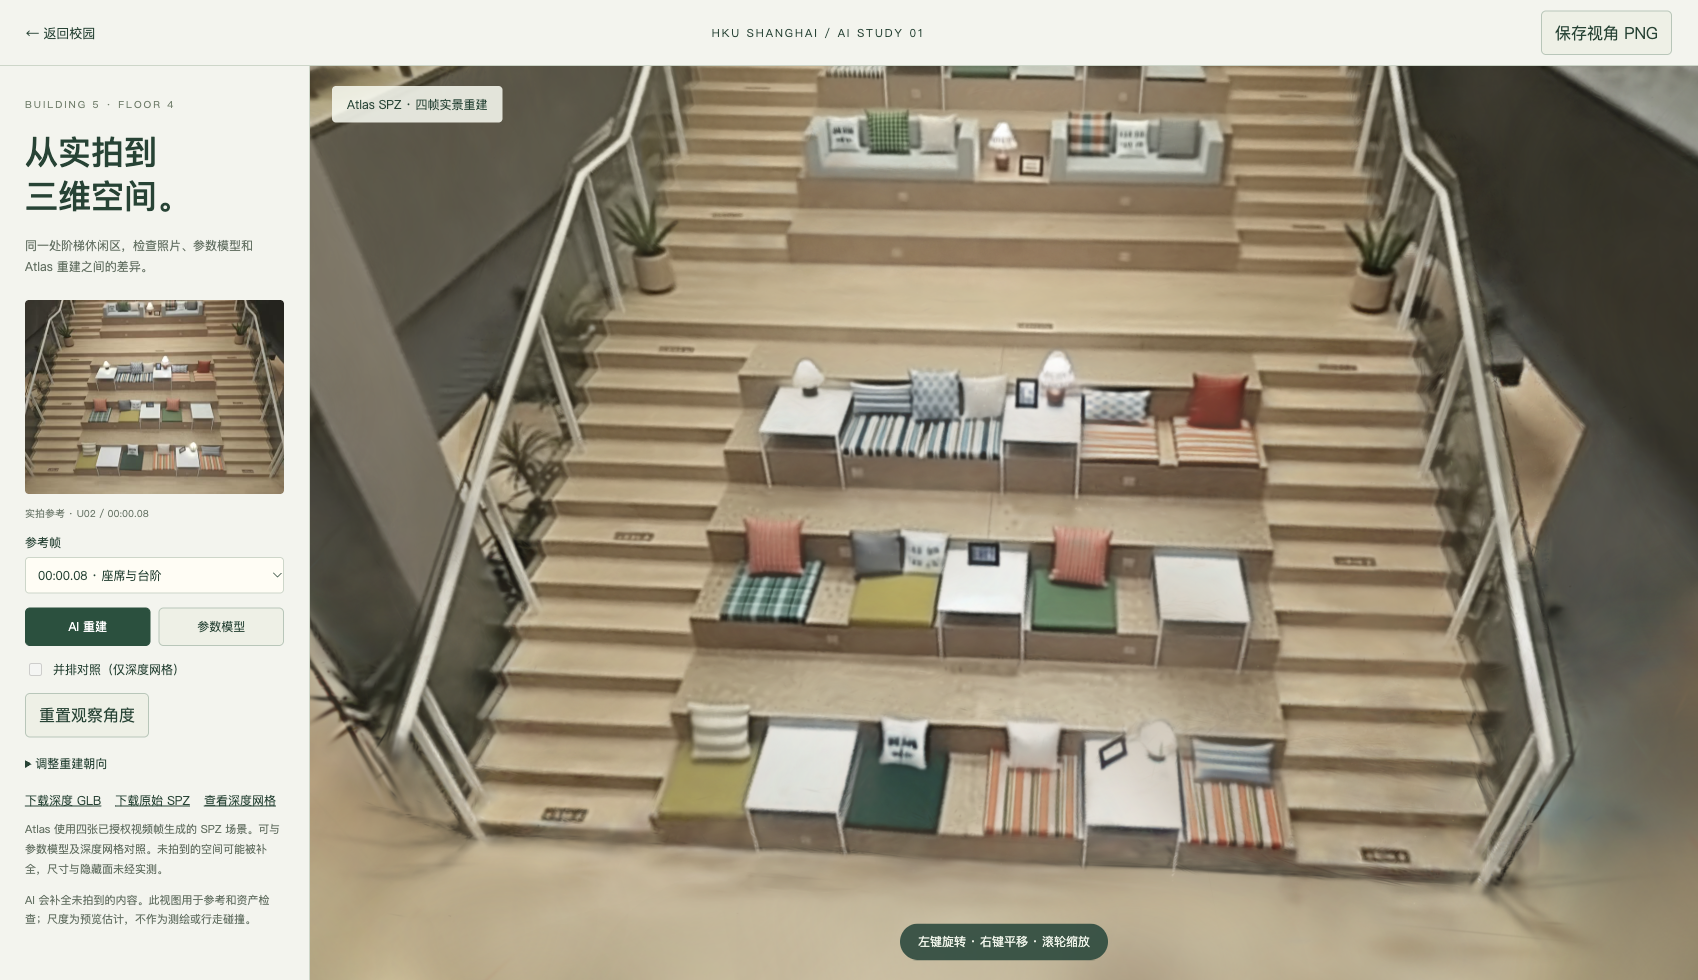 ← 返回校园
HKU SHANGHAI / AI STUDY 01
保存视角 PNG
BUILDING 5 · FLOOR 4
从实拍到
三维空间。
同一处阶梯休闲区，检查照片、参数模型和
Atlas 重建之间的差异。
实拍参考 · U02 / 00:00.08
参考帧
00:00.08 · 座席与台阶
AI 重建
参数模型
并排对照（仅深度网格）
重置观察角度
▶ 调整重建朝向
下载深度 GLB 下载原始 SPZ 查看深度网格
Atlas 使用四张已授权视频帧生成的 SPZ 场景。可与
参数模型及深度网格对照。未拍到的空间可能被补
全，尺寸与隐藏面未经实测。
AI 会补全未拍到的内容。此视图用于参考和资产检
查；尺度为预览估计，不作为测绘或行走碰撞。
Atlas SPZ · 四帧实景重建
左键旋转 · 右键平移 · 滚轮缩放